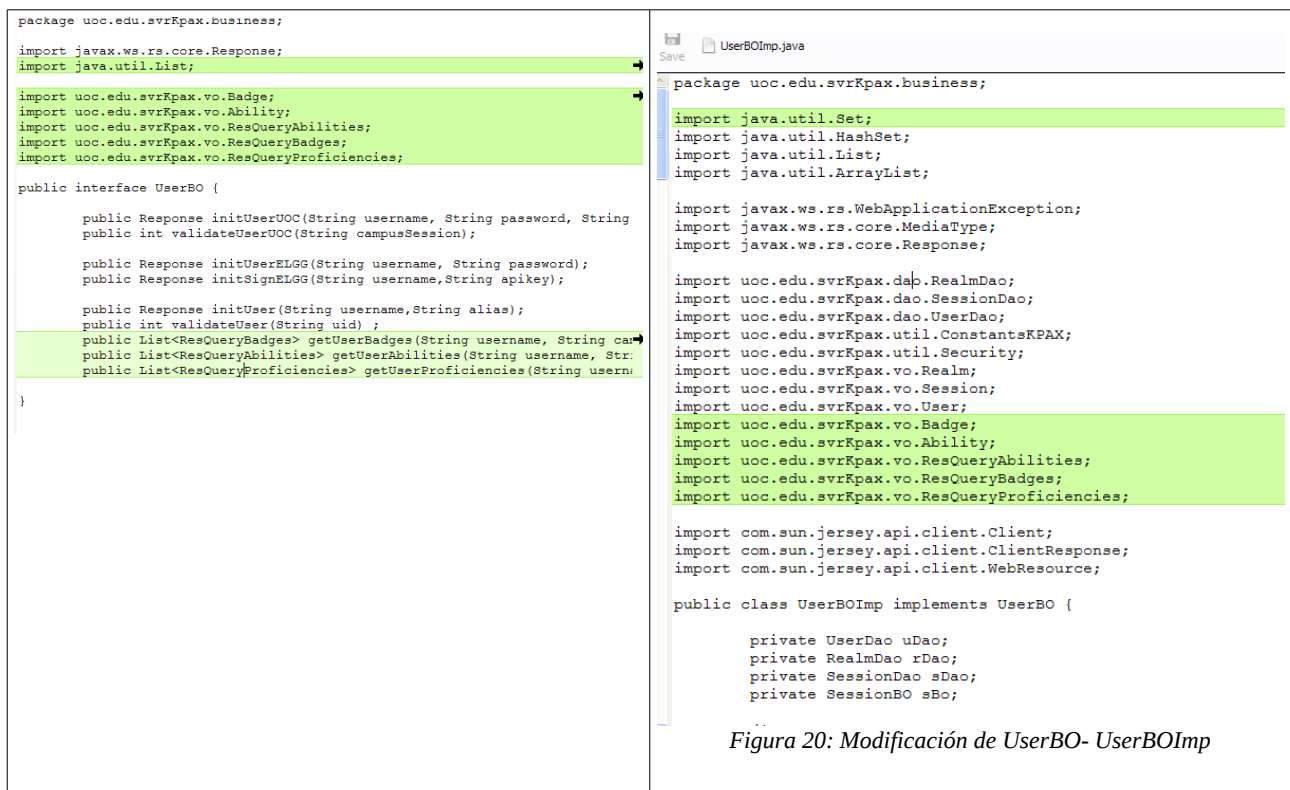 package uoc.edu.svrKpax.business;
import javax.ws.rs.core.Response;
import java.util.List;
import uoc.edu.svrKpax.vo.Badge;
import uoc.edu.svrKpax.vo.Ability;
import uoc.edu.svrKpax.vo.ResQueryAbilities;
import uoc.edu.svrKpax.vo.ResQueryBadges;
import uoc.edu.svrKpax.vo.ResQueryProficiencies;
public interface UserBO {
public Response initUserUOC(String username, String password, String
public int validateUserUOC(String campusSession);
public Response initUserELGG(String username, String password);
public Response initSignELGG(String username,String apikey);
public Response initUser(String username,String alias);
public int validateUser(String uid) ;
public List<ResQueryBadges> getUserBadges(String username, String
public List<ResQueryAbilities> getUserAbilities(String username,
public List<ResQueryProficiencies> getUserProficiencies(String
}
Save
UserBOImp.java
package uoc.edu.svrKpax.business;
import java.util.Set;
import java.util.HashSet;
import java.util.List;
import java.util.ArrayList;
import javax.ws.rs.WebApplicationException;
import javax.ws.rs.core.MediaType;
import javax.ws.rs.core.Response;
import uoc.edu.svrKpax.dao.RealmDao;
import uoc.edu.svrKpax.dao.SessionDao;
import uoc.edu.svrKpax.dao.UserDao;
import uoc.edu.svrKpax.util.ConstantsKPAX;
import uoc.edu.svrKpax.util.Security;
import uoc.edu.svrKpax.vo.Realm;
import uoc.edu.svrKpax.vo.Session;
import uoc.edu.svrKpax.vo.User;
import uoc.edu.svrKpax.vo.Badge;
import uoc.edu.svrKpax.vo.Ability;
import uoc.edu.svrKpax.vo.ResQueryAbilities;
import uoc.edu.svrKpax.vo.ResQueryBadges;
import uoc.edu.svrKpax.vo.ResQueryProficiencies;
import com.sun.jersey.api.client.Client;
import com.sun.jersey.api.client.ClientResponse;
import com.sun.jersey.api.client.WebResource;
public class UserBOImp implements UserBO {
private UserDao uDao;
private RealmDao rDao;
private SessionDao sDao;
private SessionBO sBo;
Figura 20: Modificación de UserBO- UserBOImp